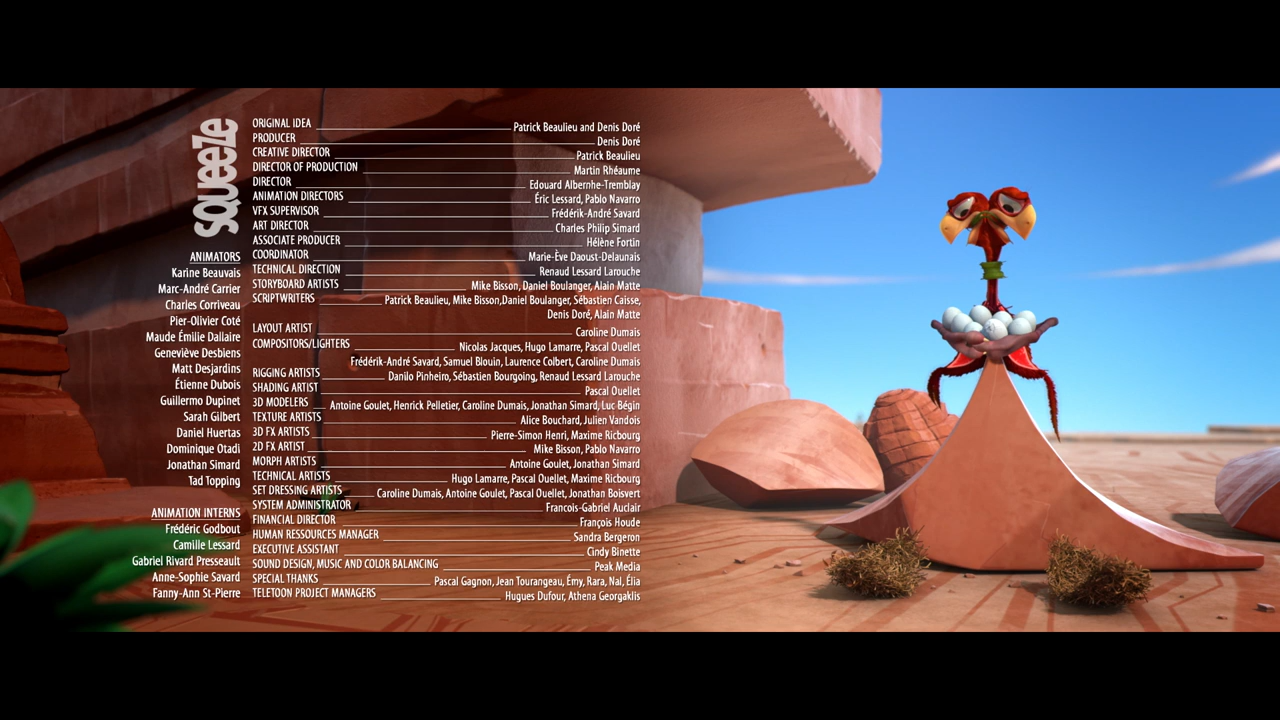 squeeze
ORIGINAL IDEA Patrick Beaulieu and Denis Doré
PRODUCER Denis Doré
CREATIVE DIRECTOR Patrick Beaulieu
DIRECTOR OF PRODUCTION Martin Rhéaume
DIRECTOR Edouard Albernhe-Tremblay
ANIMATION DIRECTORS Éric Lessard, Pablo Navarro
VFX SUPERVISOR Frédérik-André Savard
ART DIRECTOR Charles Philip Simard
ASSOCIATE PRODUCER Hélène Fortin
COORDINATOR Marie-Ève Daoust-Delaunais
TECHNICAL DIRECTION Renaud Lessard Larouche
STORYBOARD ARTISTS Mike Bisson, Daniel Boulanger, Alain Matte
SCRIPTWRITERS Patrick Beaulieu, Mike Bisson,Daniel Boulanger, Sébastien Caisse,
Denis Doré, Alain Matte
LAYOUT ARTIST Caroline Dumais
COMPOSITORS/LIGHTERS Nicolas Jacques, Hugo Lamarre, Pascal Ouellet
Frédérik-André Savard, Samuel Blouin, Laurence Colbert, Caroline Dumais
RIGGING ARTISTS Danilo Pinheiro, Sébastien Bourgoing, Renaud Lessard Larouche
SHADING ARTIST Pascal Ouellet
3D MODELERS Antoine Goulet, Henrick Pelletier, Caroline Dumais, Jonathan Simard, Luc Bégin
TEXTURE ARTISTS Alice Bouchard, Julien Vandois
3D FX ARTISTS Pierre-Simon Henri, Maxime Ricbourg
2D FX ARTIST Mike Bisson, Pablo Navarro
MORPH ARTISTS Antoine Goulet, Jonathan Simard
TECHNICAL ARTISTS Hugo Lamarre, Pascal Ouellet, Maxime Ricbourg
SET DRESSING ARTISTS Caroline Dumais, Antoine Goulet, Pascal Ouellet, Jonathan Boisvert
SYSTEM ADMINISTRATOR Francois-Gabriel Auclair
FINANCIAL DIRECTOR François Houde
HUMAN RESSOURCES MANAGER Sandra Bergeron
EXECUTIVE ASSISTANT Cindy Binette
SOUND DESIGN, MUSIC AND COLOR BALANCING Peak Media
SPECIAL THANKS Pascal Gagnon, Jean Tourangeau, Émy, Rara, Nal, Élia
TELETOON PROJECT MANAGERS Hugues Dufour, Athena Georgaklis
ANIMATORS
Karine Beauvais
Marc-André Carrier
Charles Corriveau
Pier-Olivier Coté
Maude Émilie Dallaire
Geneviève Desbiens
Matt Desjardins
Étienne Dubois
Guillermo Dupinet
Sarah Gilbert
Daniel Huertas
Dominique Otadi
Jonathan Simard
Tad Topping
ANIMATION INTERNS
Frédéric Godbout
Camille Lessard
Gabriel Rivard Presseault
Anne-Sophie Savard
Fanny-Ann St-Pierre